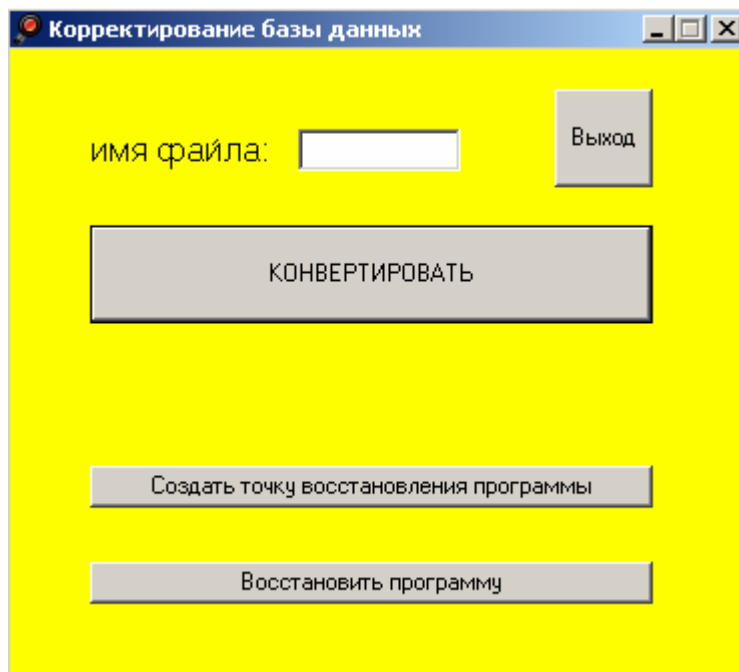 Корректирование базы данных
имя файла:
Выход
КОНВЕРТИРОВАТЬ
Создать точку восстановления программы
Восстановить программу